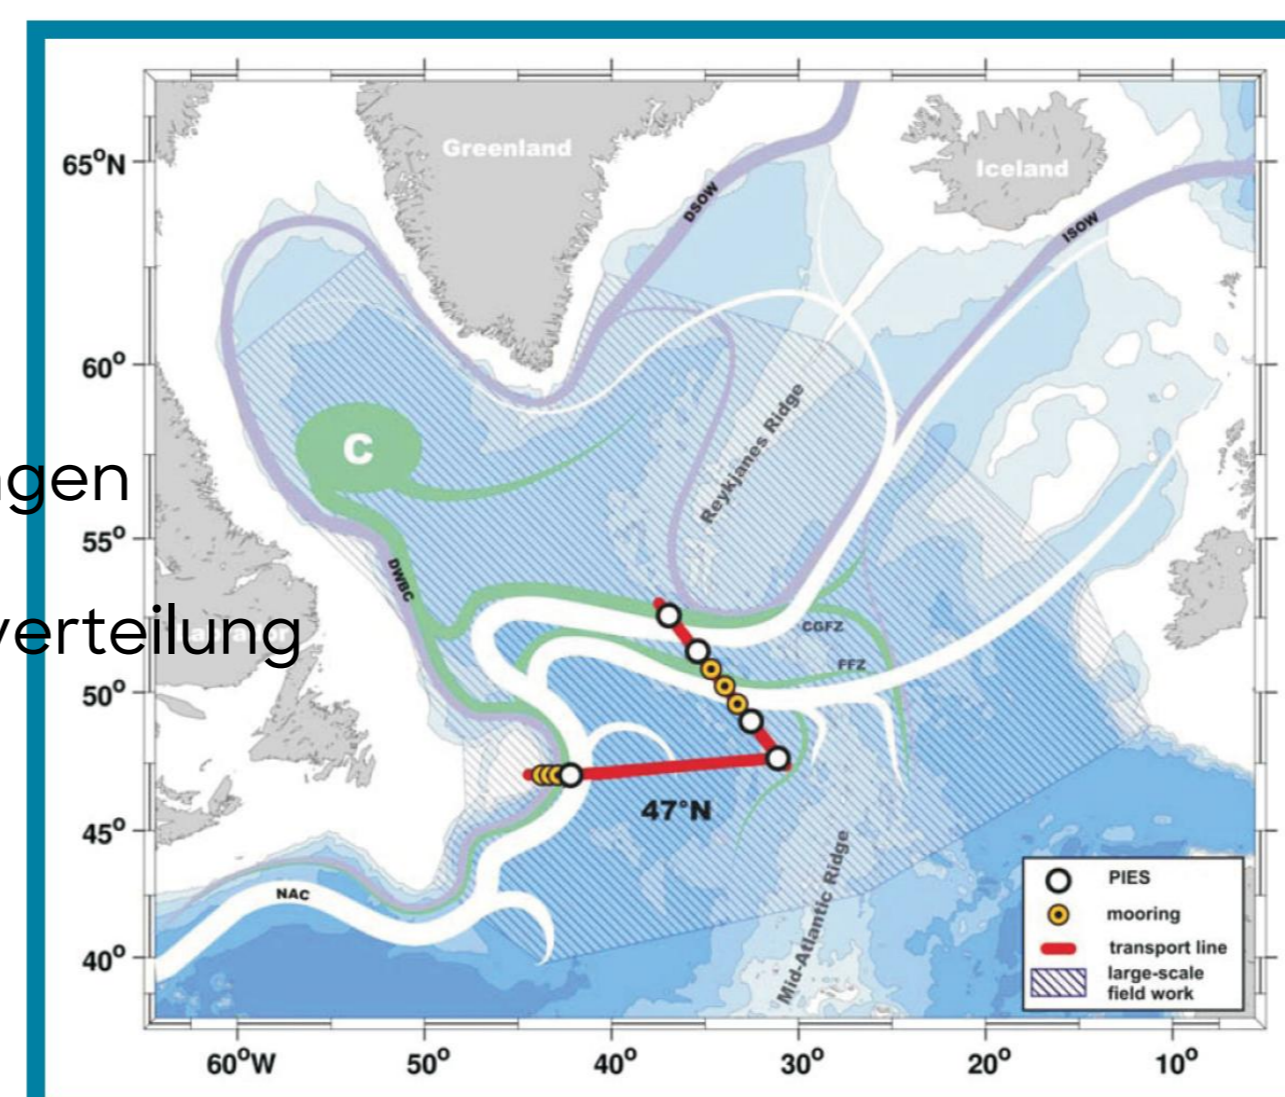 Greenland
Iceland
65°N
DSOW
ISOW
60°
Reykjanes Ridge
C
ngen
55°
DWBC
verteilung
CGFZ
FFZ
50°
47°N
45°
Mid-Atlantic Ridge
NAC
40°
PIES
mooring
transport line
large-scale
field work
60°W
50°
40°
30°
20°
10°